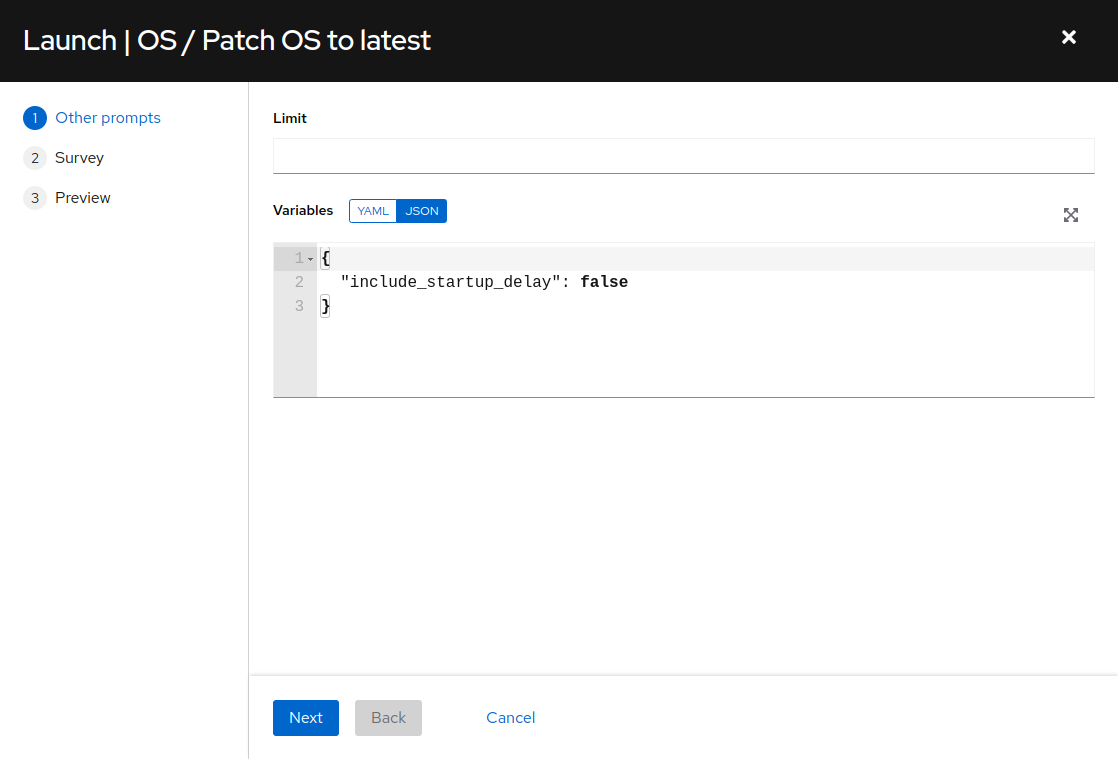 Launch | OS / Patch OS to latest
1 Other prompts
2 Survey
3 Preview
Limit
Variables YAML JSON
1 {
2 "include_startup_delay": false
3 }
Next Back Cancel